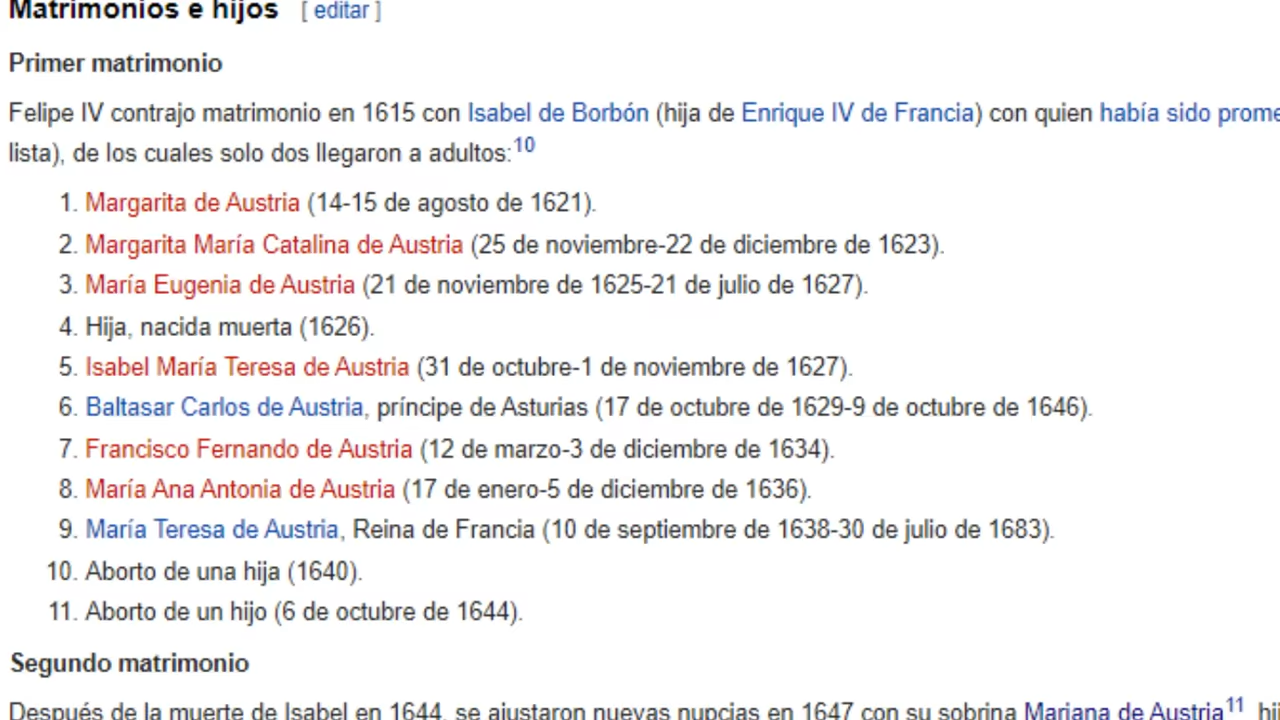 Matrimonios e hijos [ editar ]
Primer matrimonio
Felipe IV contrajo matrimonio en 1615 con Isabel de Borbón (hija de Enrique IV de Francia) con quien había sido prome
lista), de los cuales solo dos llegaron a adultos:10
1. Margarita de Austria (14-15 de agosto de 1621).
2. Margarita María Catalina de Austria (25 de noviembre-22 de diciembre de 1623).
3. María Eugenia de Austria (21 de noviembre de 1625-21 de julio de 1627).
4. Hija, nacida muerta (1626).
5. Isabel María Teresa de Austria (31 de octubre-1 de noviembre de 1627).
6. Baltasar Carlos de Austria, príncipe de Asturias (17 de octubre de 1629-9 de octubre de 1646).
7. Francisco Fernando de Austria (12 de marzo-3 de diciembre de 1634).
8. María Ana Antonia de Austria (17 de enero-5 de diciembre de 1636).
9. María Teresa de Austria, Reina de Francia (10 de septiembre de 1638-30 de julio de 1683).
10. Aborto de una hija (1640).
11. Aborto de un hijo (6 de octubre de 1644).
Segundo matrimonio
Después de la muerte de Isabel en 1644, se ajustaron nuevas nupcias en 1647 con su sobrina Mariana de Austria11